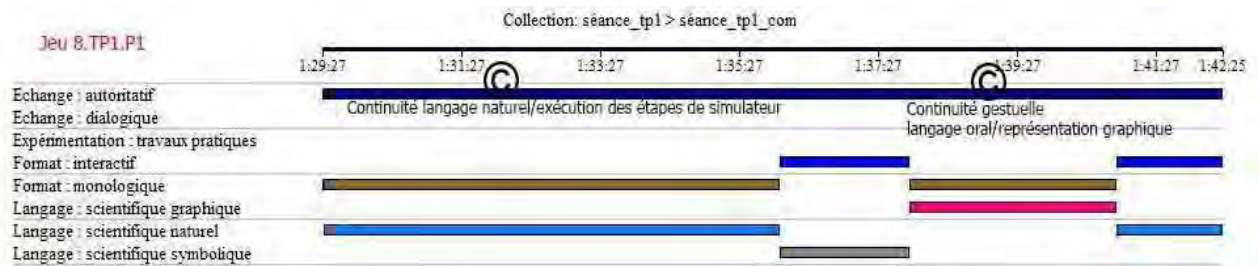 Collection: séance_tp1 > séance_tp1_com
Jeu 8.TP1.P1
1:29:27 1:31:27 1:33:27 1:35:27 1:37:27 1:39:27 1:41:27 1:42:25
© ©
Echange : autoritatif
Continuité langage naturel/exécution des étapes de simulateur
Continuité gestuelle
langage oral/représentation graphique
Echange : dialogique
Expérimentation : travaux pratiques
Format : interactif
Format : monologique
Langage : scientifique graphique
Langage : scientifique naturel
Langage : scientifique symbolique